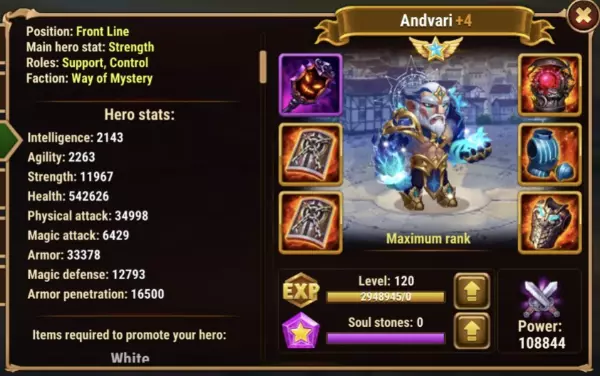 Andvari +4
Position: Front Line
Main hero stat: Strength
Roles: Support, Control
Faction: Way of Mystery
Hero stats:
Intelligence: 2143
Agility: 2263
Strength: 11967
Health: 542626
Physical attack: 34998
Magic attack: 6429
Armor: 33378
Magic defense: 12793
Armor penetration: 16500
Items required to promote your hero:
White
Maximum rank
EXP
Level: 120
2948945/0
Soul stones: 0
Power:
108844